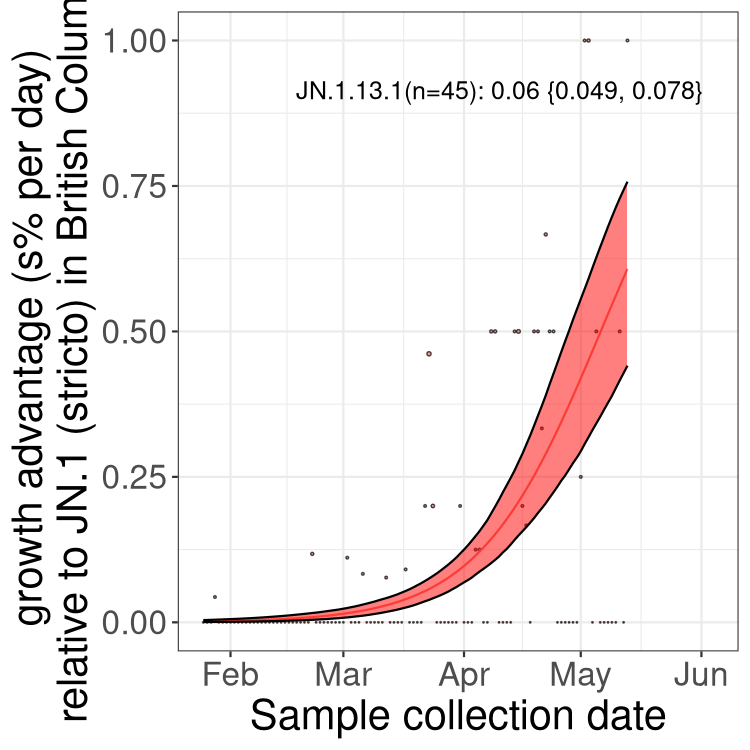 growth advantage (s% per day)
relative to JN.1 (stricto) in British Colum
1.00
0.75
0.50
0.25
0.00
JN.1.13.1(n=45): 0.06 {0.049, 0.078}
Feb Mar Apr May Jun
Sample collection date